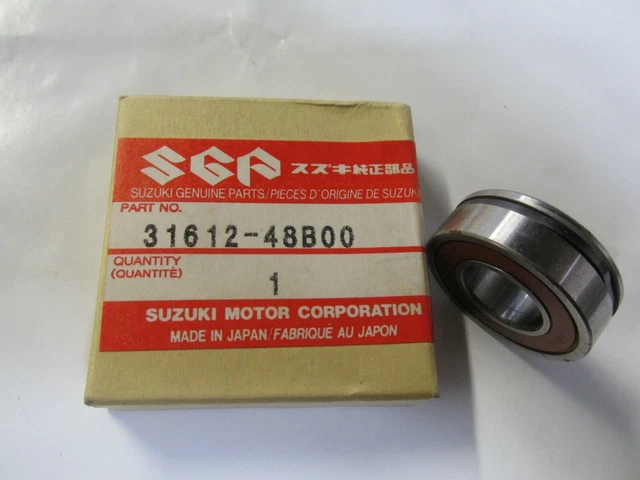 SGP スズキ純正部品
SUZUKI GENUINE PARTS/PIECES D'ORIGINE DE SUZUKI
PART NO.
31612-48B00
QUANTITY
(QUANTITÉ)
1
SUZUKI MOTOR CORPORATION
MADE IN JAPAN/FABRIQUÉ AU JAPON